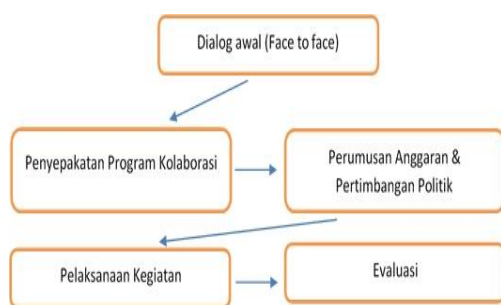 Dialog awal (Face to face)
Penyepakatan Program Kolaborasi
Perumusan Anggaran &
Pertimbangan Politik
Pelaksanaan Kegiatan
Evaluasi